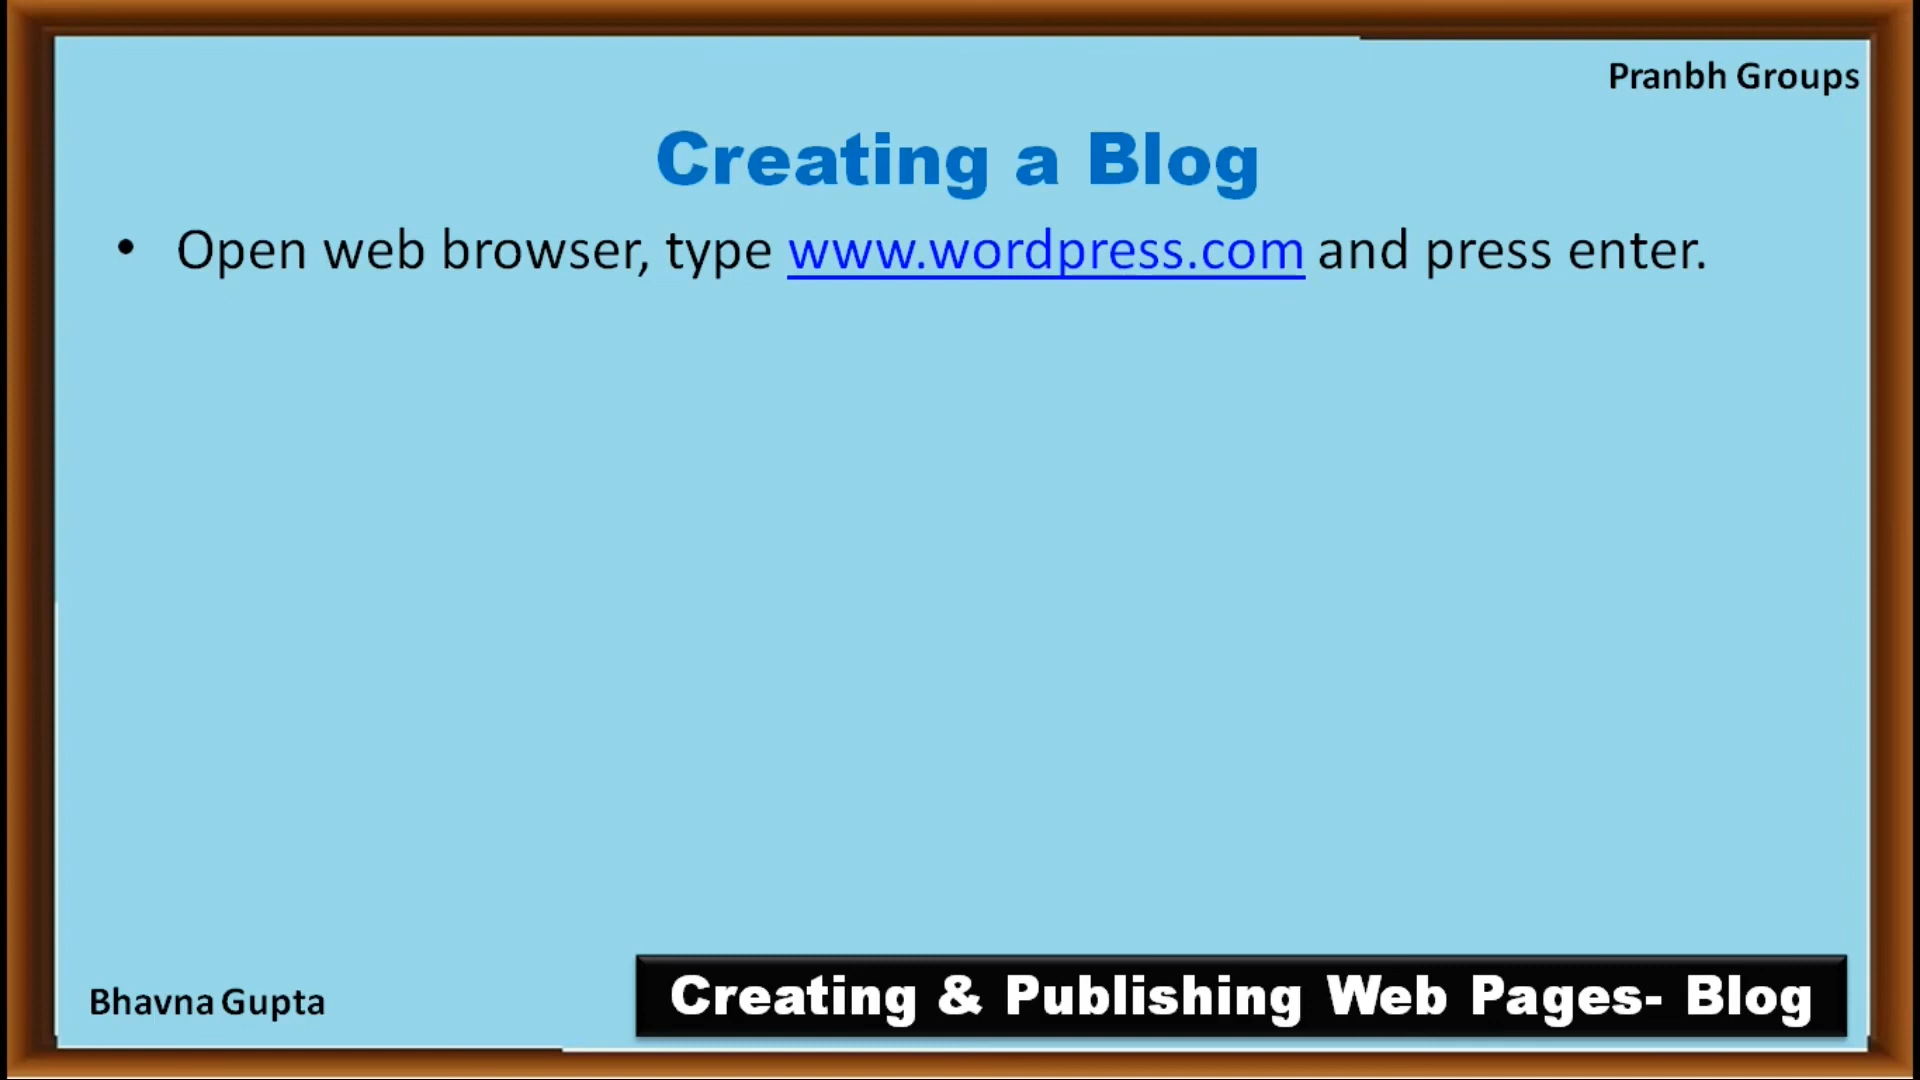 Pranbh Groups
Creating a Blog
• Open web browser, type www.wordpress.com and press enter.
Bhavna Gupta
Creating & Publishing Web Pages- Blog